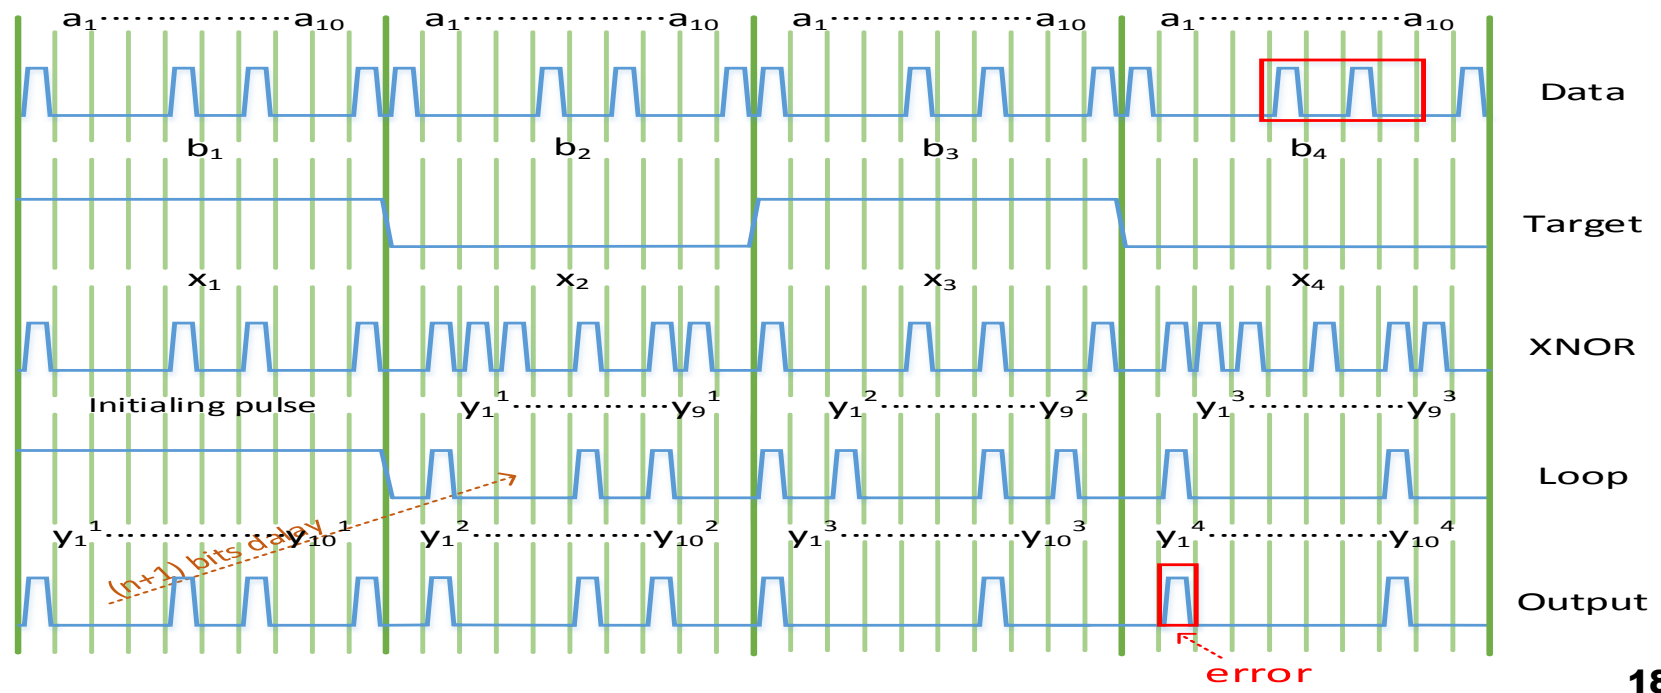 a₁ a₁₀ a₁ a₁₀ a₁ a₁₀ a₁ a₁₀
Data
b₁ b₂ b₃ b₄
Target
x₁ x₂ x₃ x₄
XNOR
Initialing pulse y₁¹ y₉¹ y₁² y₉² y₁³ y₉³
Loop
y₁¹ y₁₀¹ y₁² y₁₀² y₁³ y₁₀³ y₁⁴ y₁₀⁴
(n+1) bits dalay
Output
error
18